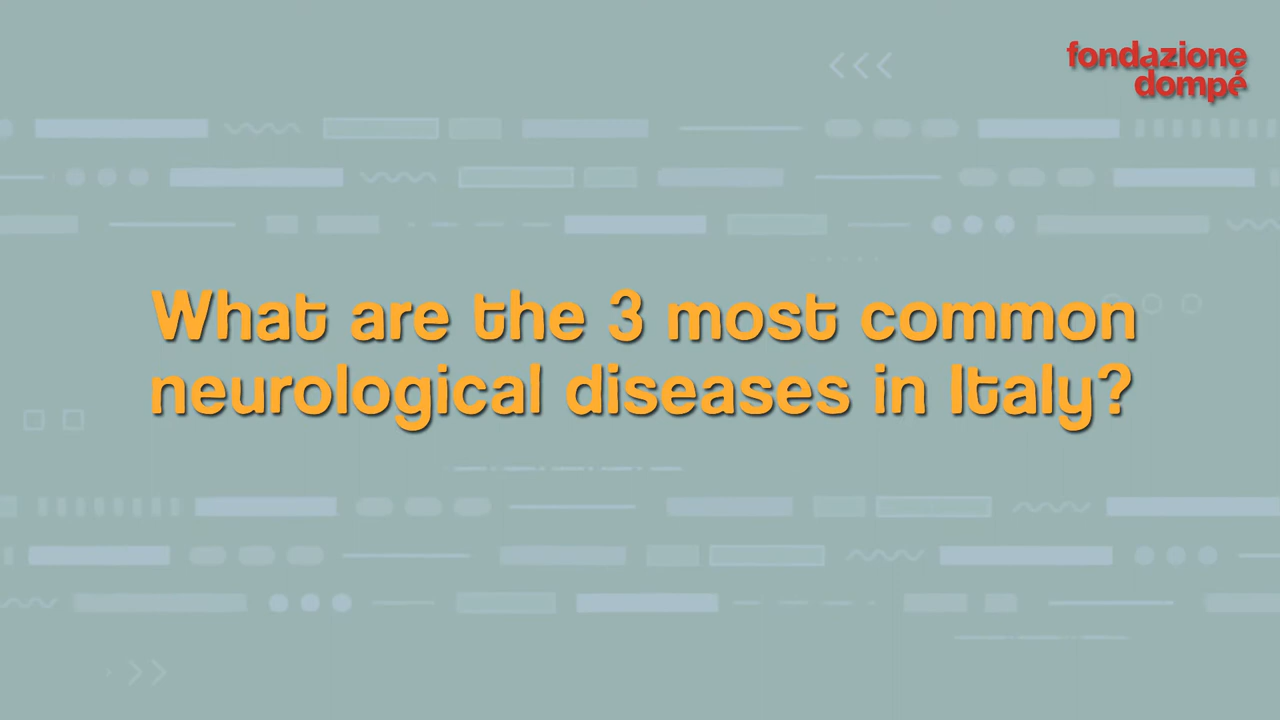 fondazione
dompé
What are the 3 most common
neurological diseases in Italy?